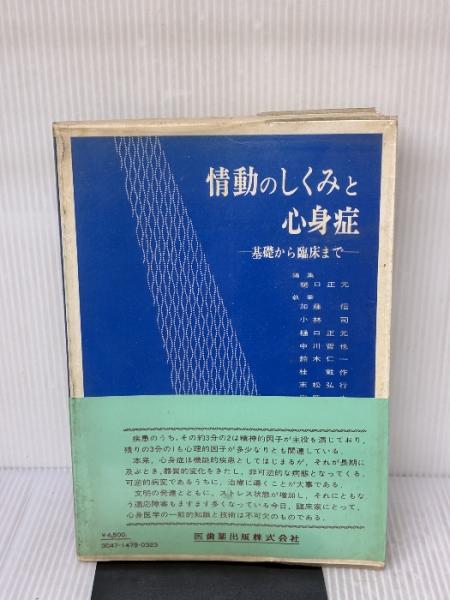 情動のしくみと
心身症
―基礎から臨床まで―
編集
樋口正元
執筆
加藤 信
小林 司
樋口正元
中川哲也
鈴木仁一
桂 戴作
末松弘行
疾患のうち、その約3分の2は精神的因子が主役を演じており、
残りの3分の1も心理的因子が多少なりとも関連している。
本来、心身症は機能的疾患としてはじまるが、それが長期に
及ぶとき、器質的変化をきたし、非可逆的な病態となってくる。
可逆的病変であるうちに、治療に導くことが大事である。
文明の発達とともに、ストレス状態が増加し、それにともな
う適応障害もますます多くなっている今日、臨床家にとって、
心身医学の一般的知識と技術は不可欠のものである。
￥4,500.
3047-1479-0323
医歯薬出版株式会社